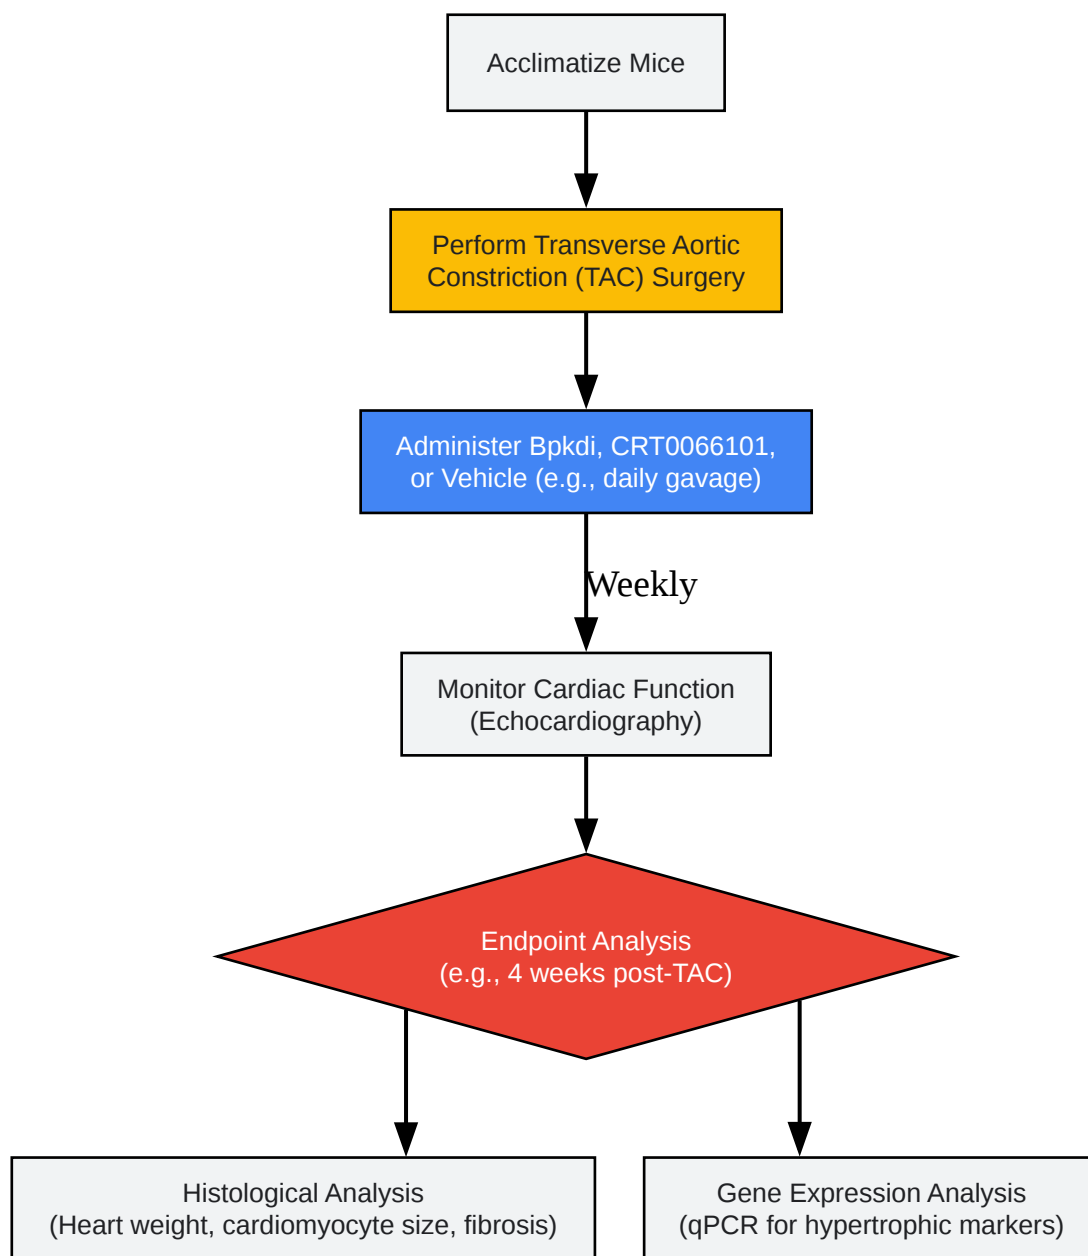 Acclimatize Mice
Perform Transverse Aortic
Constriction (TAC) Surgery
Administer Bpkdi, CRT0066101,
or Vehicle (e.g., daily gavage)
Weekly
Monitor Cardiac Function
(Echocardiography)
Endpoint Analysis
(e.g., 4 weeks post-TAC)
Histological Analysis
(Heart weight, cardiomyocyte size, fibrosis)
Gene Expression Analysis
(qPCR for hypertrophic markers)